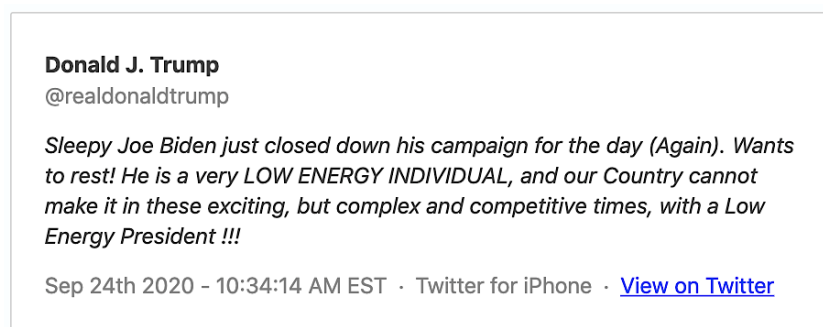 Donald J. Trump
@realdonaldtrump
Sleepy Joe Biden just closed down his campaign for the day (Again). Wants
to rest! He is a very LOW ENERGY INDIVIDUAL, and our Country cannot
make it in these exciting, but complex and competitive times, with a Low
Energy President !!!
Sep 24th 2020 - 10:34:14 AM EST · Twitter for iPhone · View on Twitter